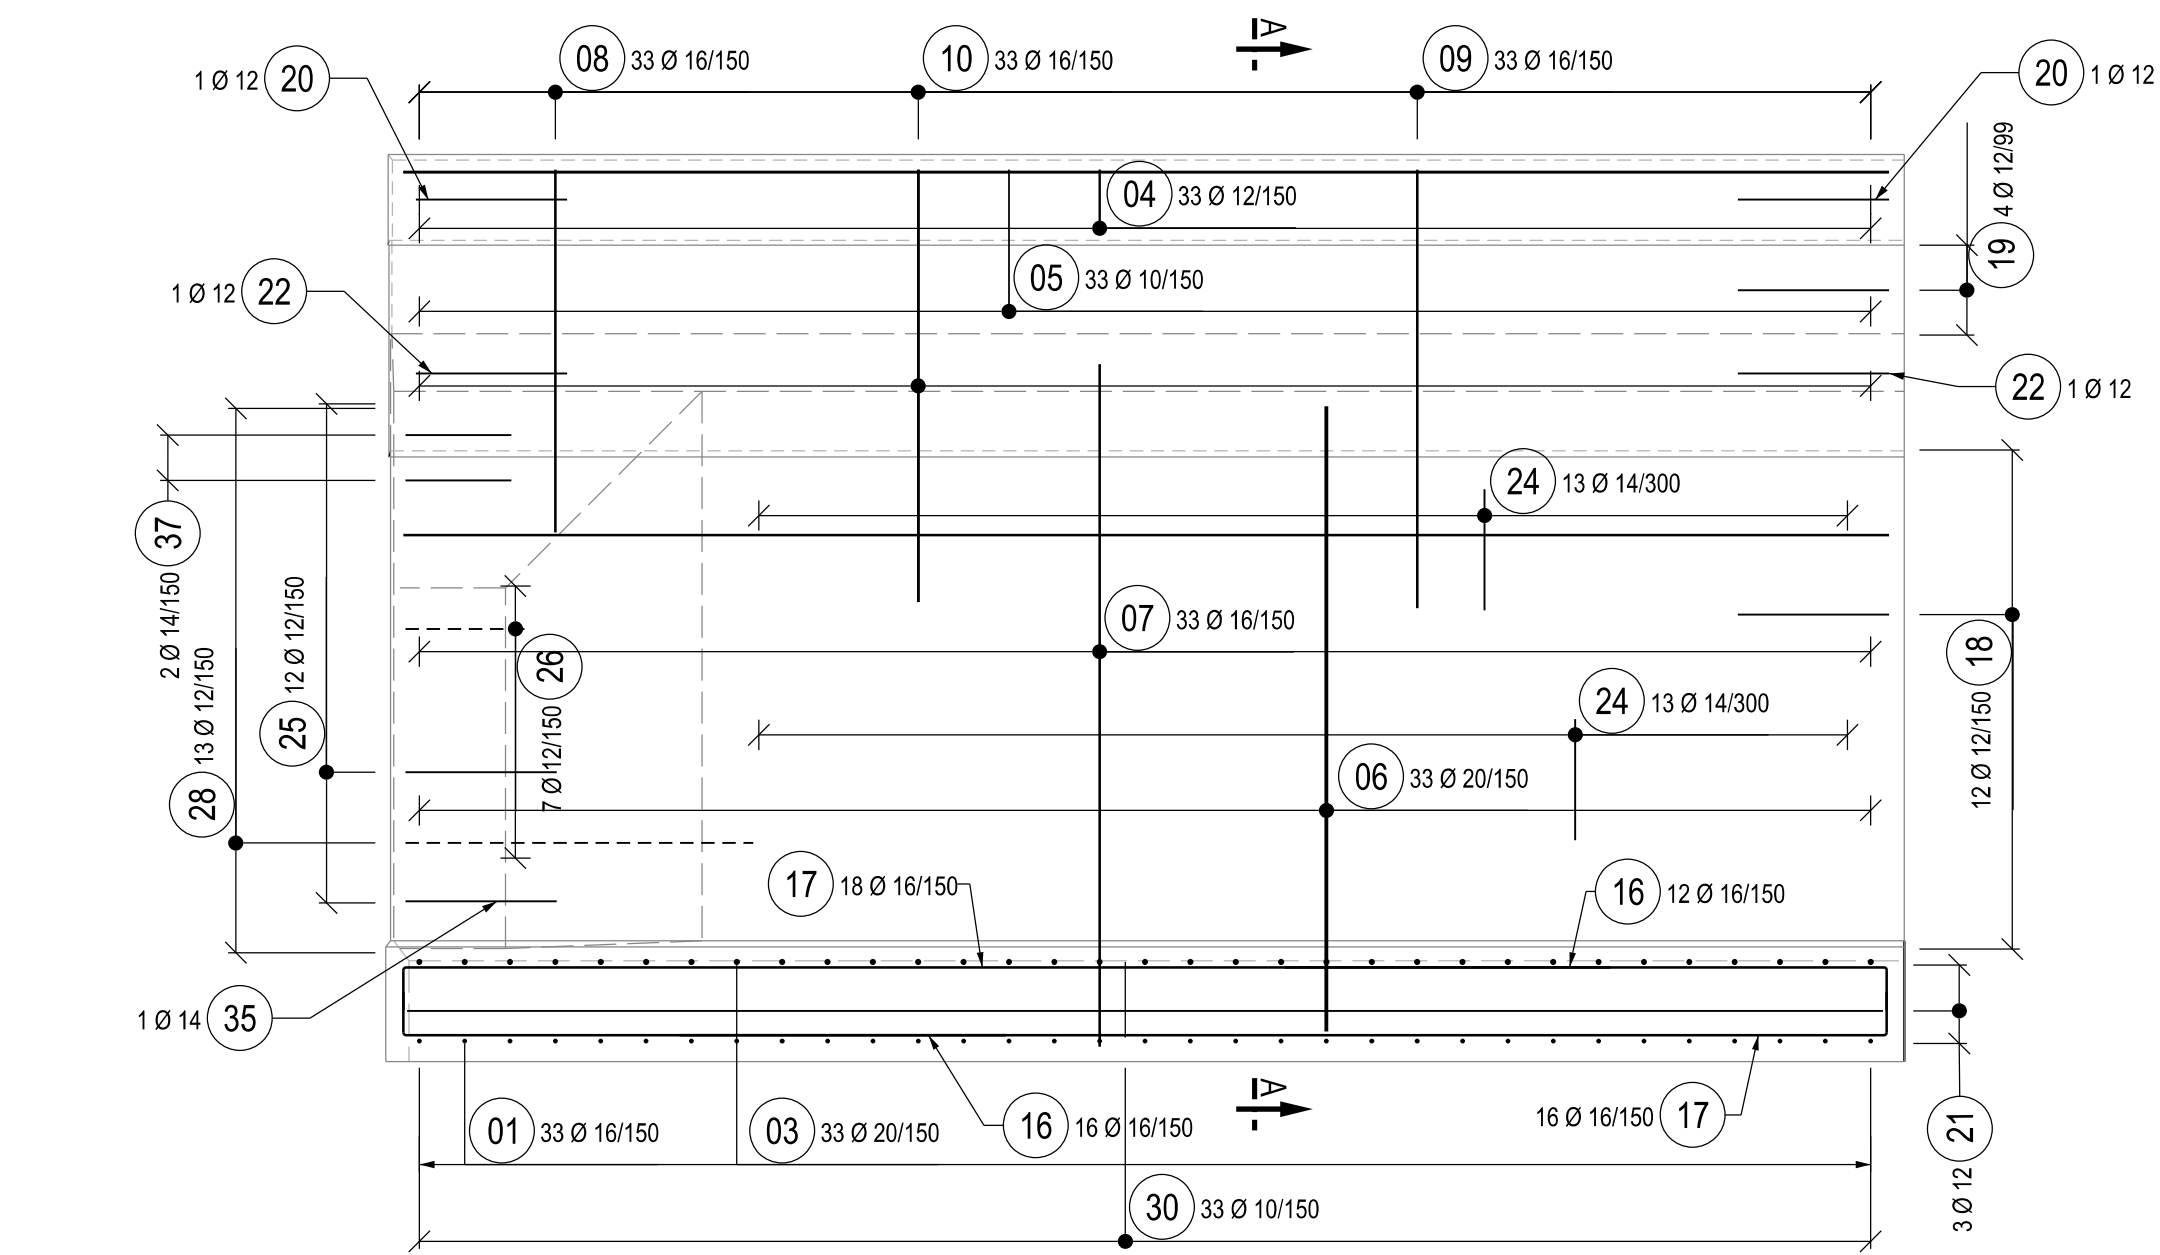 A
08 33 Ø 16/150
10 33 Ø 16/150
09 33 Ø 16/150
1 Ø 12 20
20 1 Ø 12
04 33 Ø 12/150
19 4 Ø 12/99
05 33 Ø 10/150
1 Ø 12 22
22 1 Ø 12
24 13 Ø 14/300
37
2 Ø 14/150
25 12 Ø 12/150
28 13 Ø 12/150
26
7 Ø 12/150
07 33 Ø 16/150
18
12 Ø 12/150
24 13 Ø 14/300
06 33 Ø 20/150
17 18 Ø 16/150
16 12 Ø 16/150
1 Ø 14 35
A
01 33 Ø 16/150
03 33 Ø 20/150
16 16 Ø 16/150
16 Ø 16/150 17
21
3 Ø 12
30 33 Ø 10/150